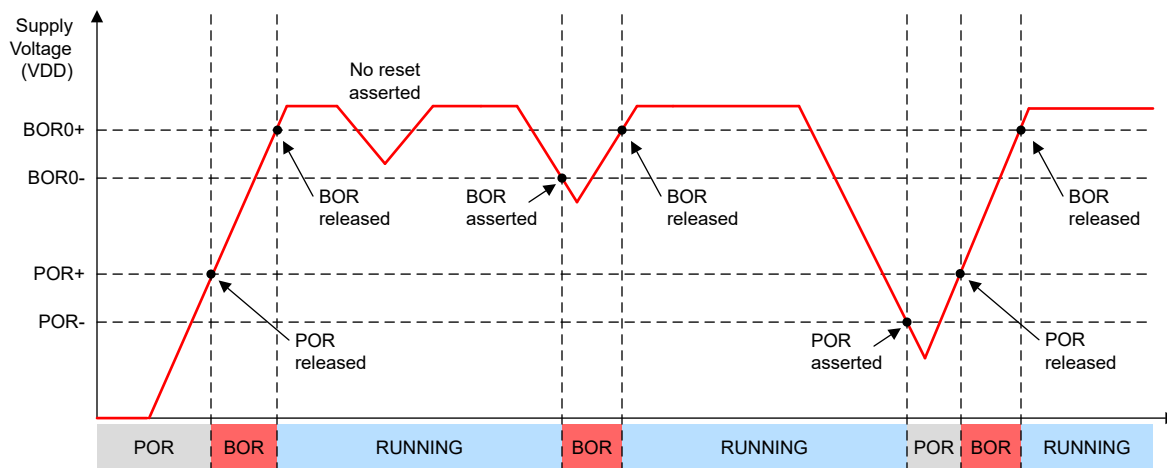 Supply
Voltage
(VDD)
No reset
asserted
BOR0+
BOR0-
BOR
released
BOR
asserted
BOR
released
BOR
released
POR+
POR-
POR
released
POR
asserted
POR
released
POR BOR RUNNING BOR RUNNING POR BOR RUNNING